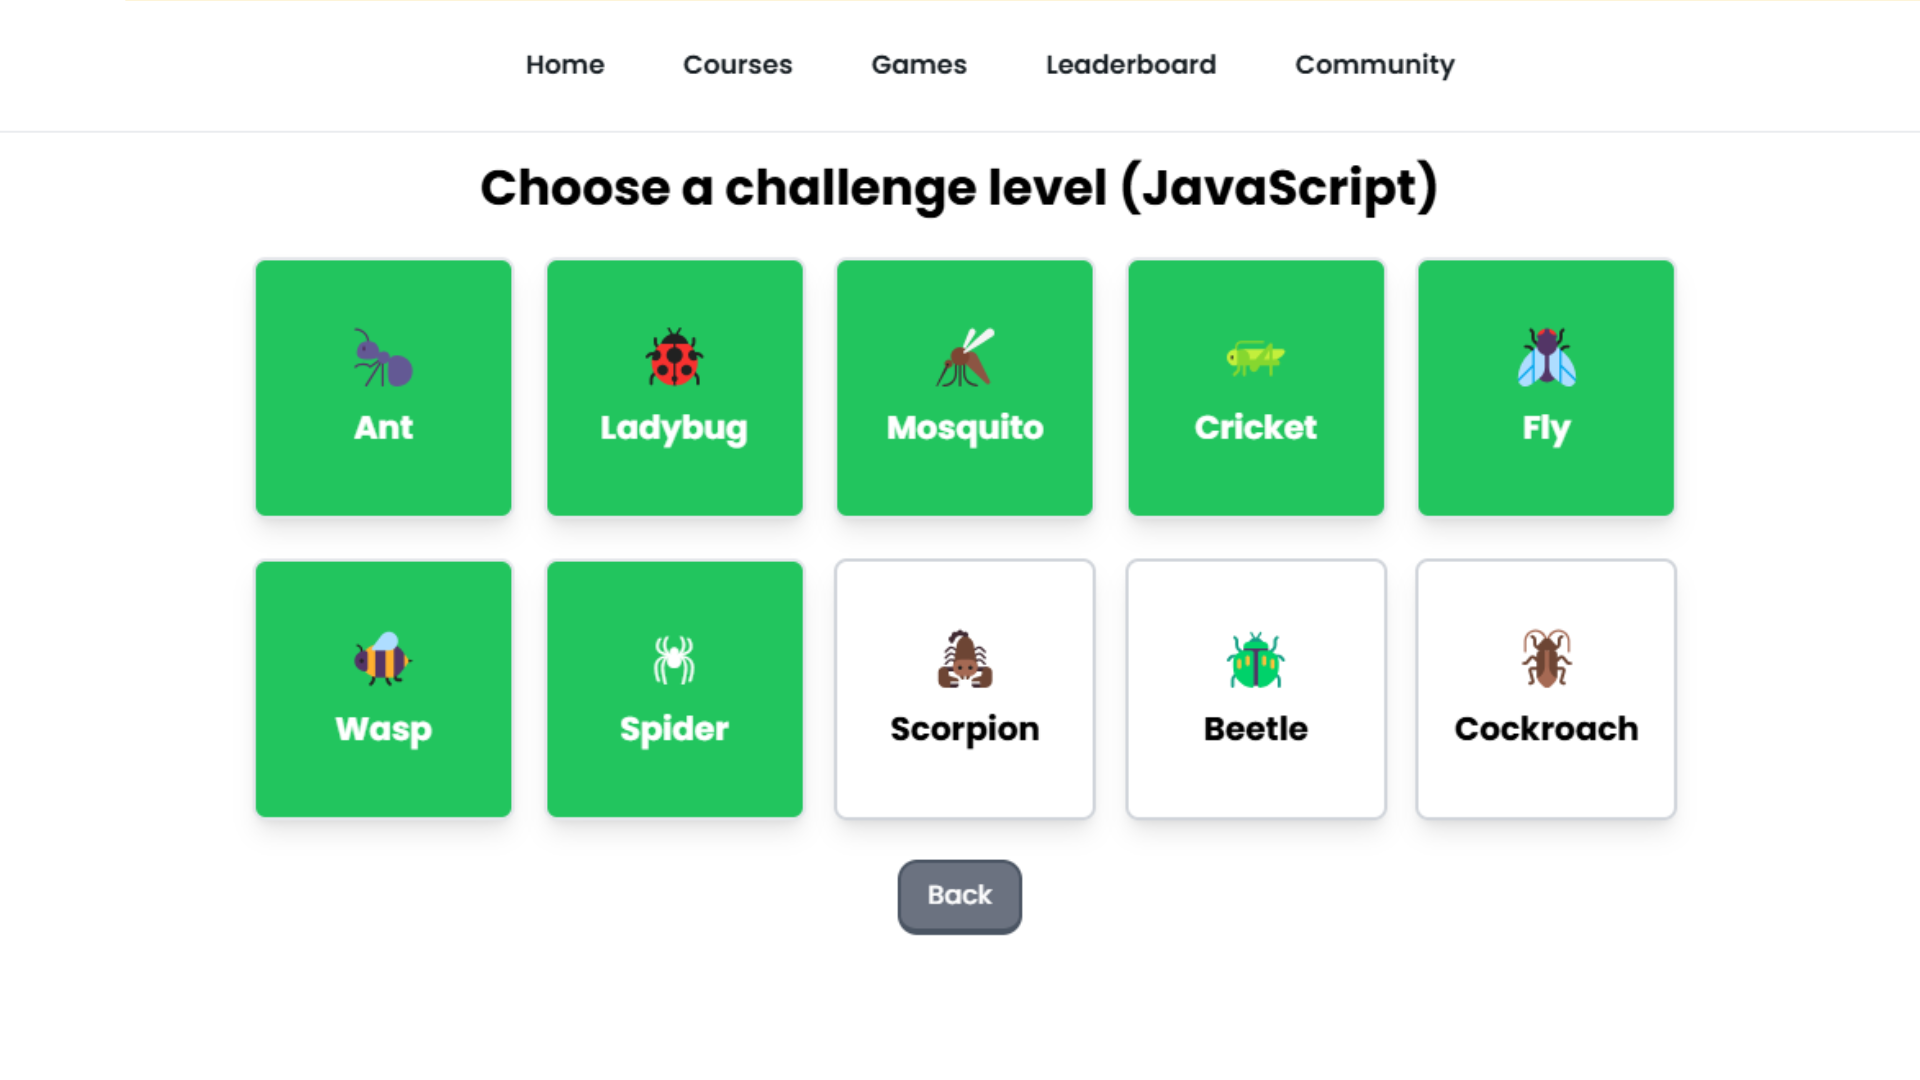 Home Courses Games Leaderboard Community
Choose a challenge level (JavaScript)
Ant Ladybug Mosquito Cricket Fly
Wasp Spider Scorpion Beetle Cockroach
Back